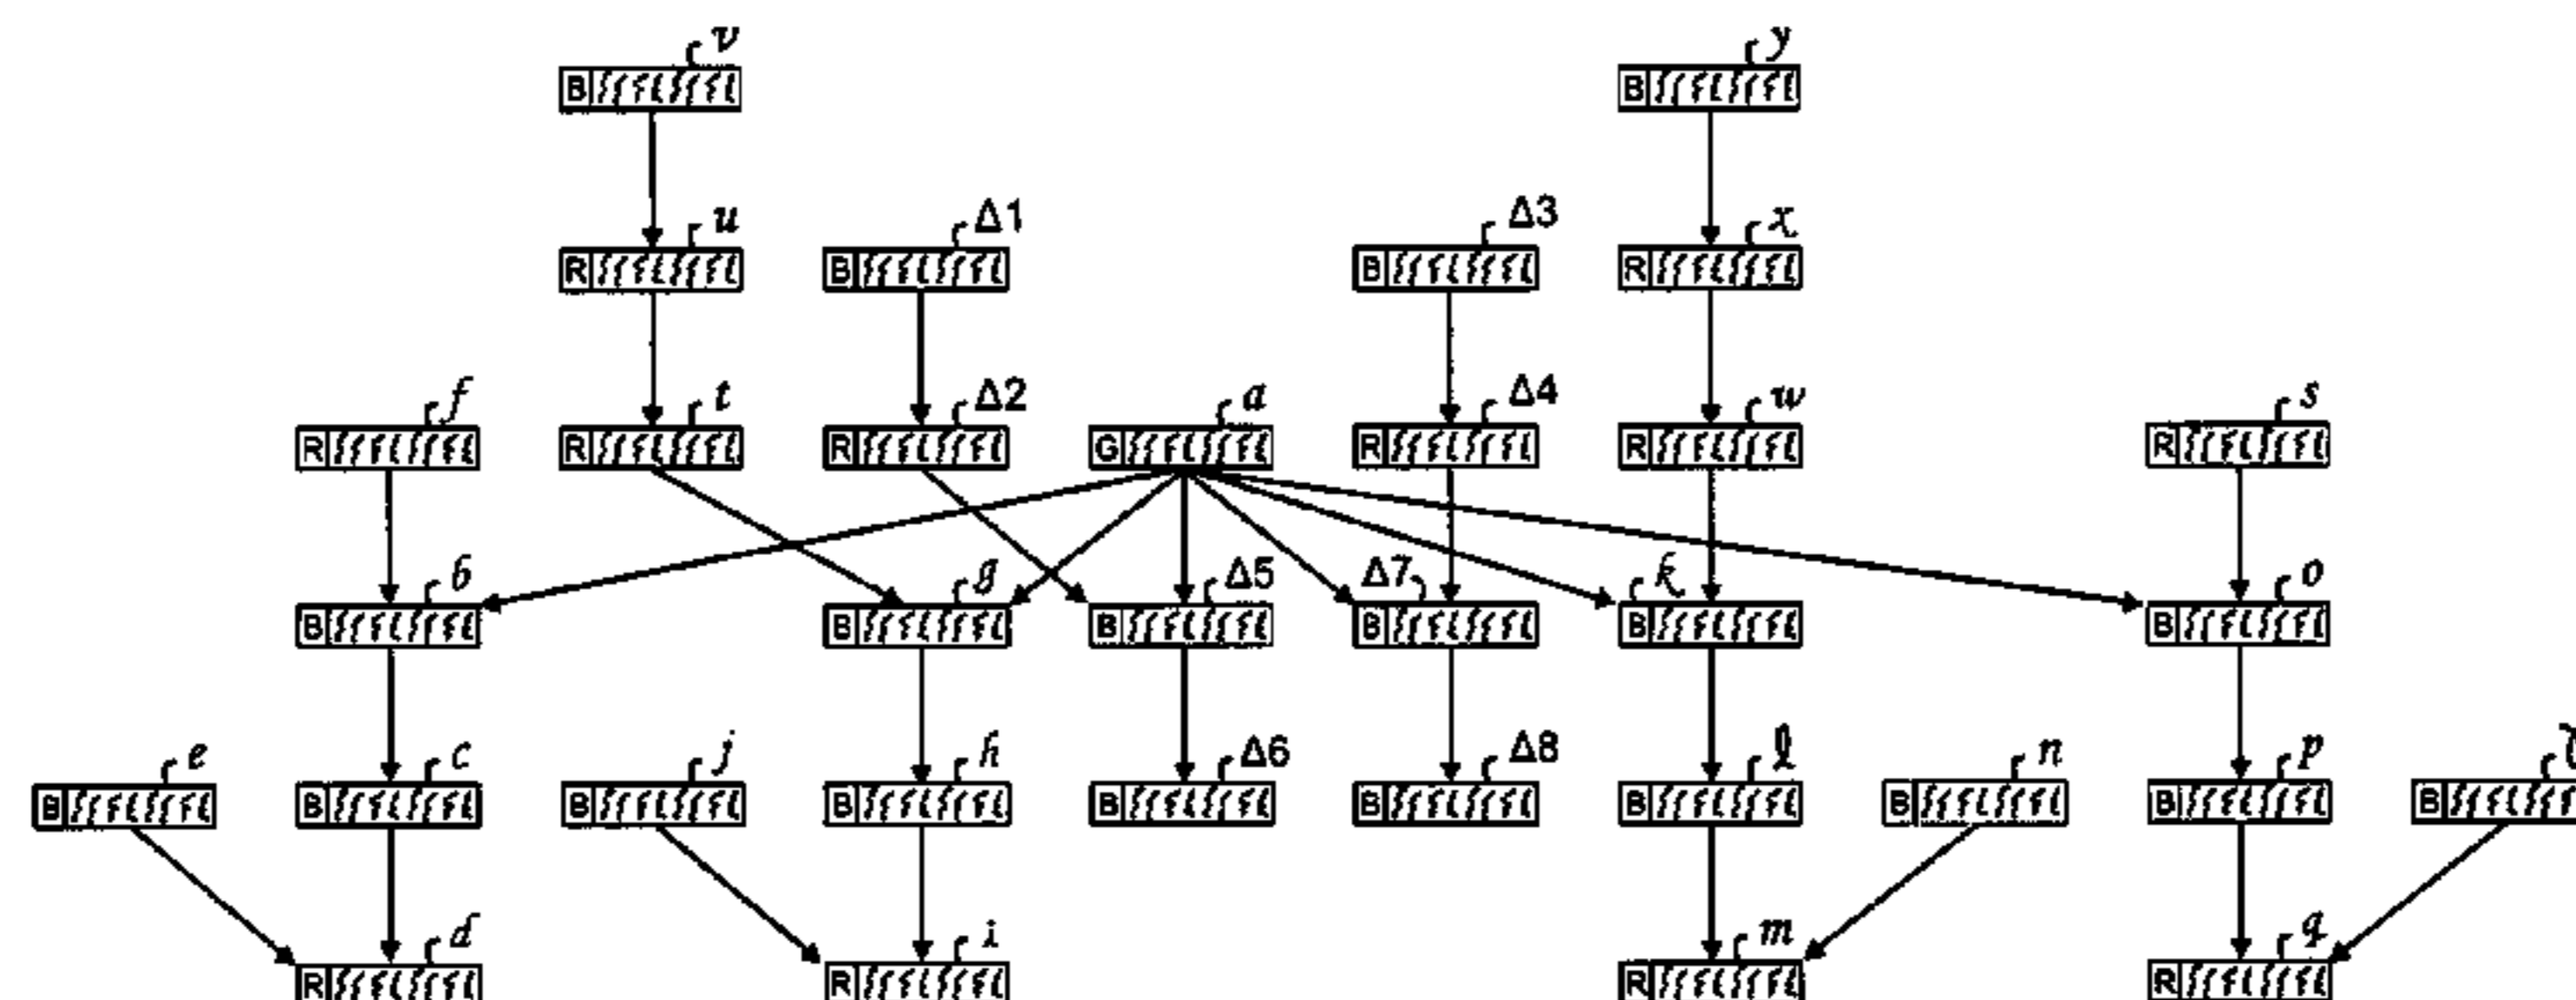 v y
B B
u Δ1 Δ3 x
R B B R
f t Δ2 a Δ4 w s
R R R G R R R
b g Δ5 Δ7 k o
B B B B B B
e c j h Δ6 Δ8 l n p
B B B B B B B B B B
d i m q
R R R R